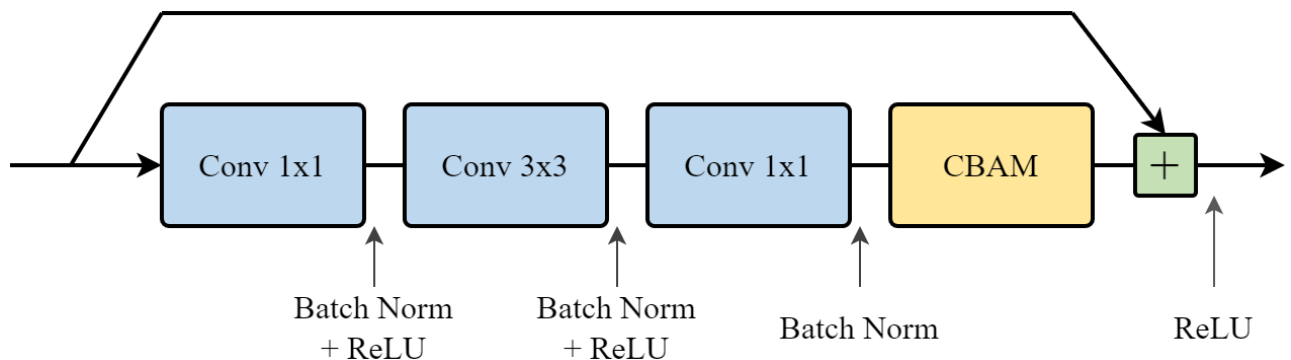 Conv 1x1
Conv 3x3
Conv 1x1
CBAM
+
Batch Norm
+ ReLU
Batch Norm
+ ReLU
Batch Norm
ReLU